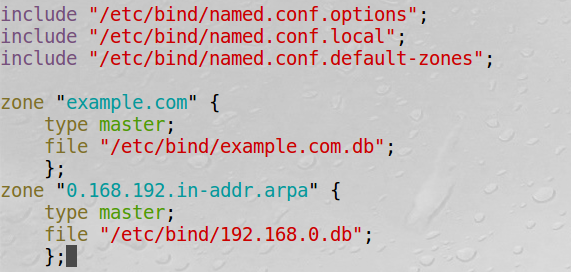 include "/etc/bind/named.conf.options";
include "/etc/bind/named.conf.local";
include "/etc/bind/named.conf.default-zones";

zone "example.com" {
    type master;
    file "/etc/bind/example.com.db";
    };
zone "0.168.192.in-addr.arpa" {
    type master;
    file "/etc/bind/192.168.0.db";
    };